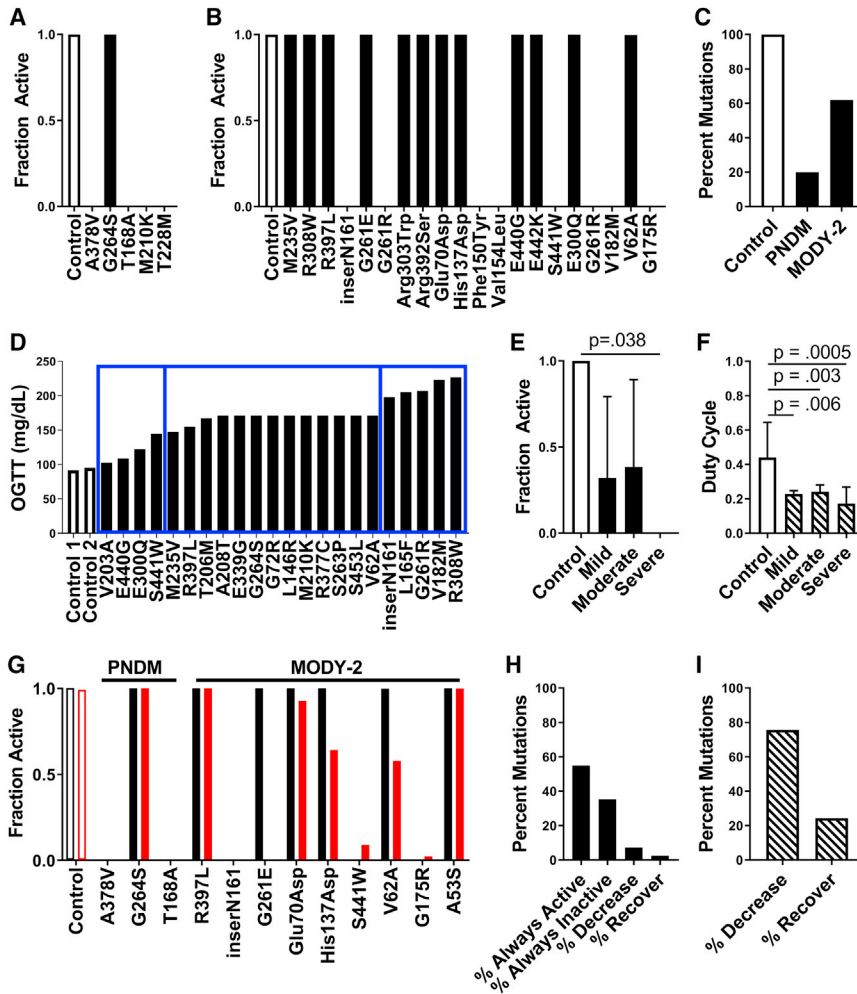 A
Fraction Active
1.0
0.5
0.0
Control
A378V
G264S
T168A
M210K
T228M
B
Fraction Active
1.0
0.5
0.0
Control
M235V
R308W
R397L
inserN161
G261E
G261R
Arg303Trp
Arg392Ser
Glu70Asp
His137Asp
Phe150Tyr
Val154Leu
E440G
E442K
S441W
E300Q
G261R
V182M
V62A
G175R
C
Percent Mutations
100
80
60
40
20
0
Control
PNDM
MODY-2
D
OGTT (mg/dL)
250
200
150
100
50
0
Control 1
Control 2
V203A
E440G
E300Q
S441W
M235V
R397L
T206M
A208T
E339G
G264S
G72R
L146R
M210K
R377C
S263P
S453L
V62A
inserN161
L165F
G261R
V182M
R308W
E
p=.038
Fraction Active
1.0
0.5
0.0
Control
Mild
Moderate
Severe
F
p = .0005
p = .003
p = .006
Duty Cycle
1.0
0.8
0.6
0.4
0.2
0.0
Control
Mild
Moderate
Severe
G
PNDM
MODY-2
Fraction Active
1.0
0.5
0.0
Control
A378V
G264S
T168A
R397L
inserN161
G261E
Glu70Asp
His137Asp
S441W
V62A
G175R
A53S
H
Percent Mutations
100
80
60
40
20
0
% Always Active
% Always Inactive
% Decrease
% Recover
I
Percent Mutations
100
80
60
40
20
0
% Decrease
% Recover